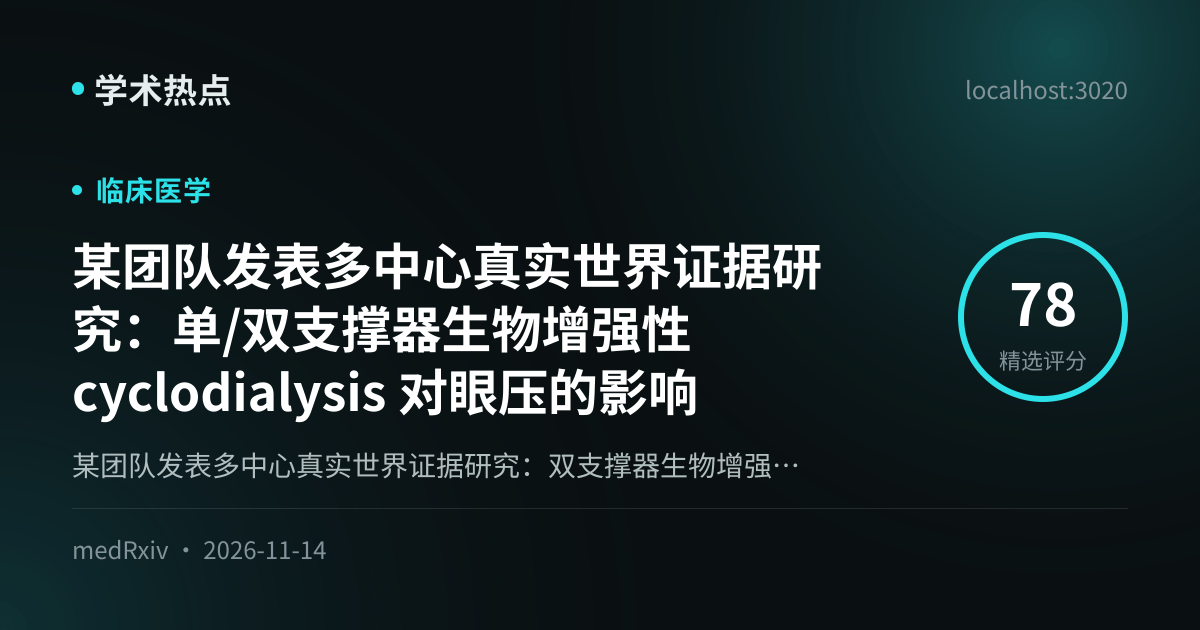 学术热点
localhost:3020
临床医学
某团队发表多中心真实世界证据研
究：单/双支撑器生物增强性
cyclodialysis 对眼压的影响
78
精选评分
某团队发表多中心真实世界证据研究：双支撑器生物增强…
medRxiv · 2026-11-14